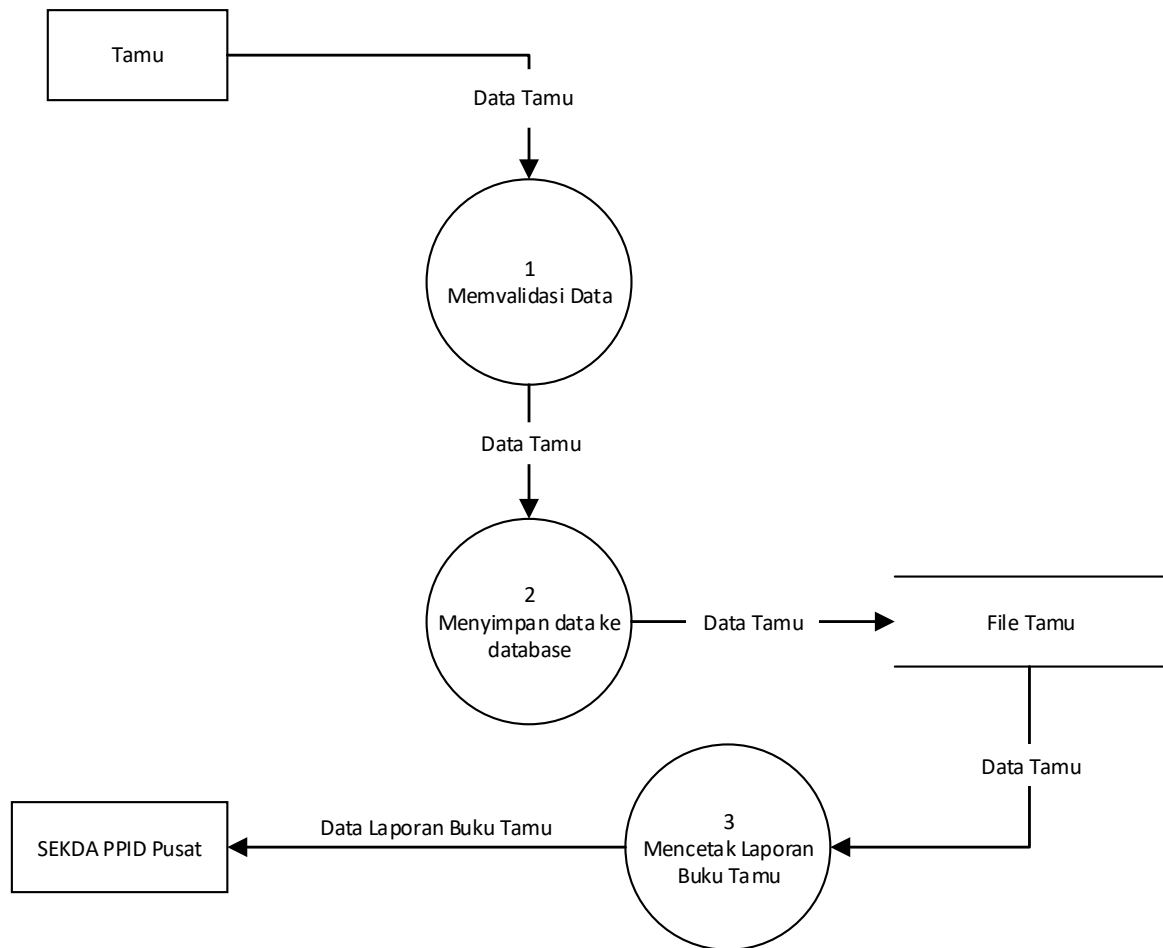 Tamu
Data Tamu
1
Memvalidasi Data
Data Tamu
2
Menyimpan data ke
database
Data Tamu
File Tamu
Data Tamu
3
Mencetak Laporan
Buku Tamu
Data Laporan Buku Tamu
SEKDA PPID Pusat